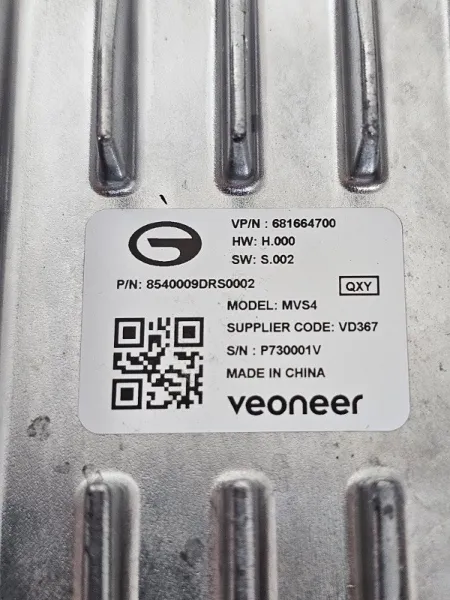 VP/N : 681664700
HW: H.000
SW: S.002
P/N: 8540009DRS0002
QXY
MODEL: MVS4
SUPPLIER CODE: VD367
S/N : P730001V
MADE IN CHINA
veoneer